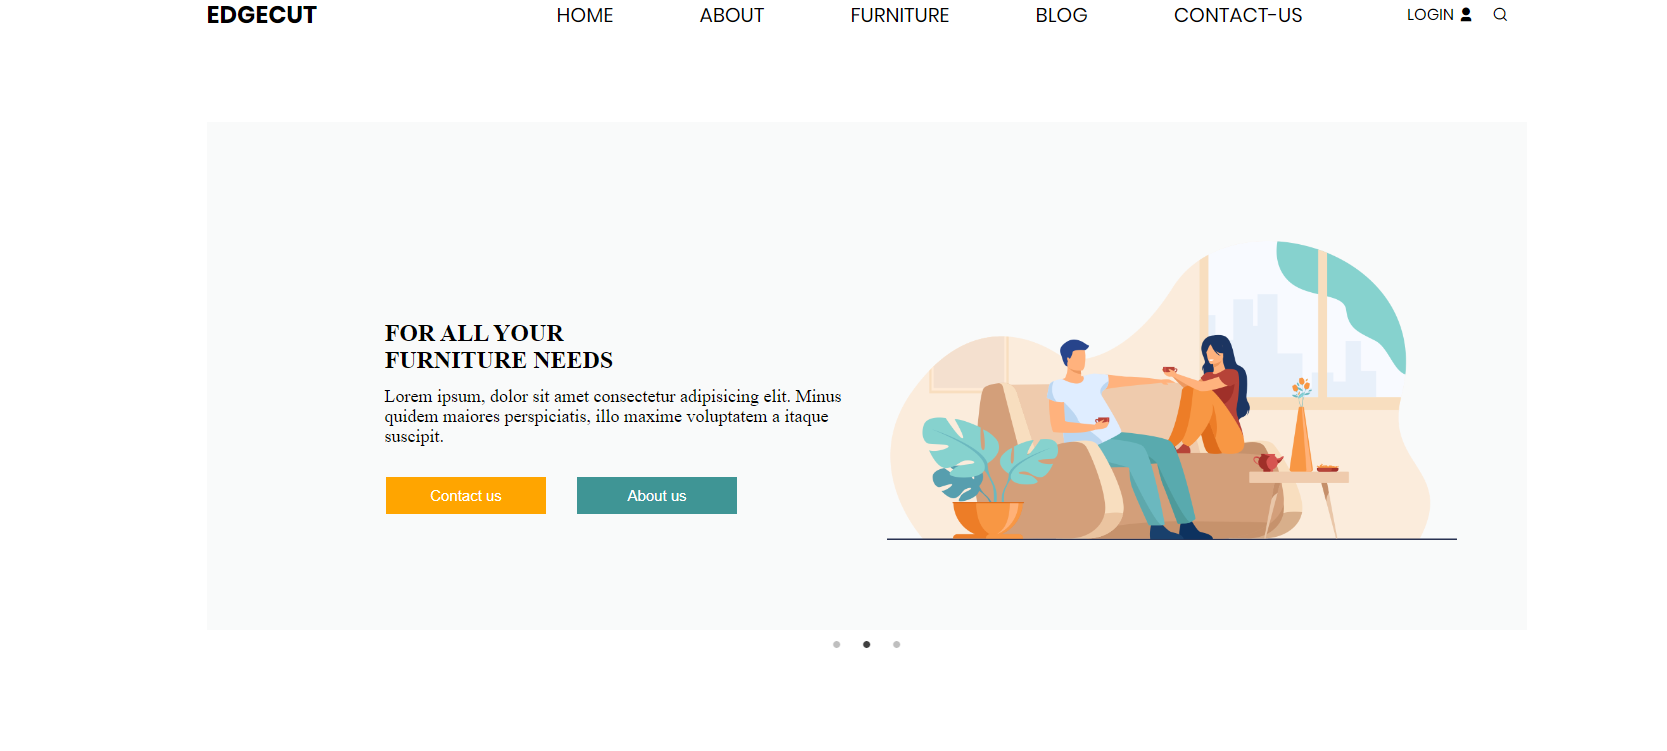 EDGECUT HOME ABOUT FURNITURE BLOG CONTACT-US LOGIN
FOR ALL YOUR
FURNITURE NEEDS
Lorem ipsum, dolor sit amet consectetur adipisicing elit. Minus
quidem maiores perspiciatis, illo maxime voluptatem a itaque
suscipit.
Contact us About us